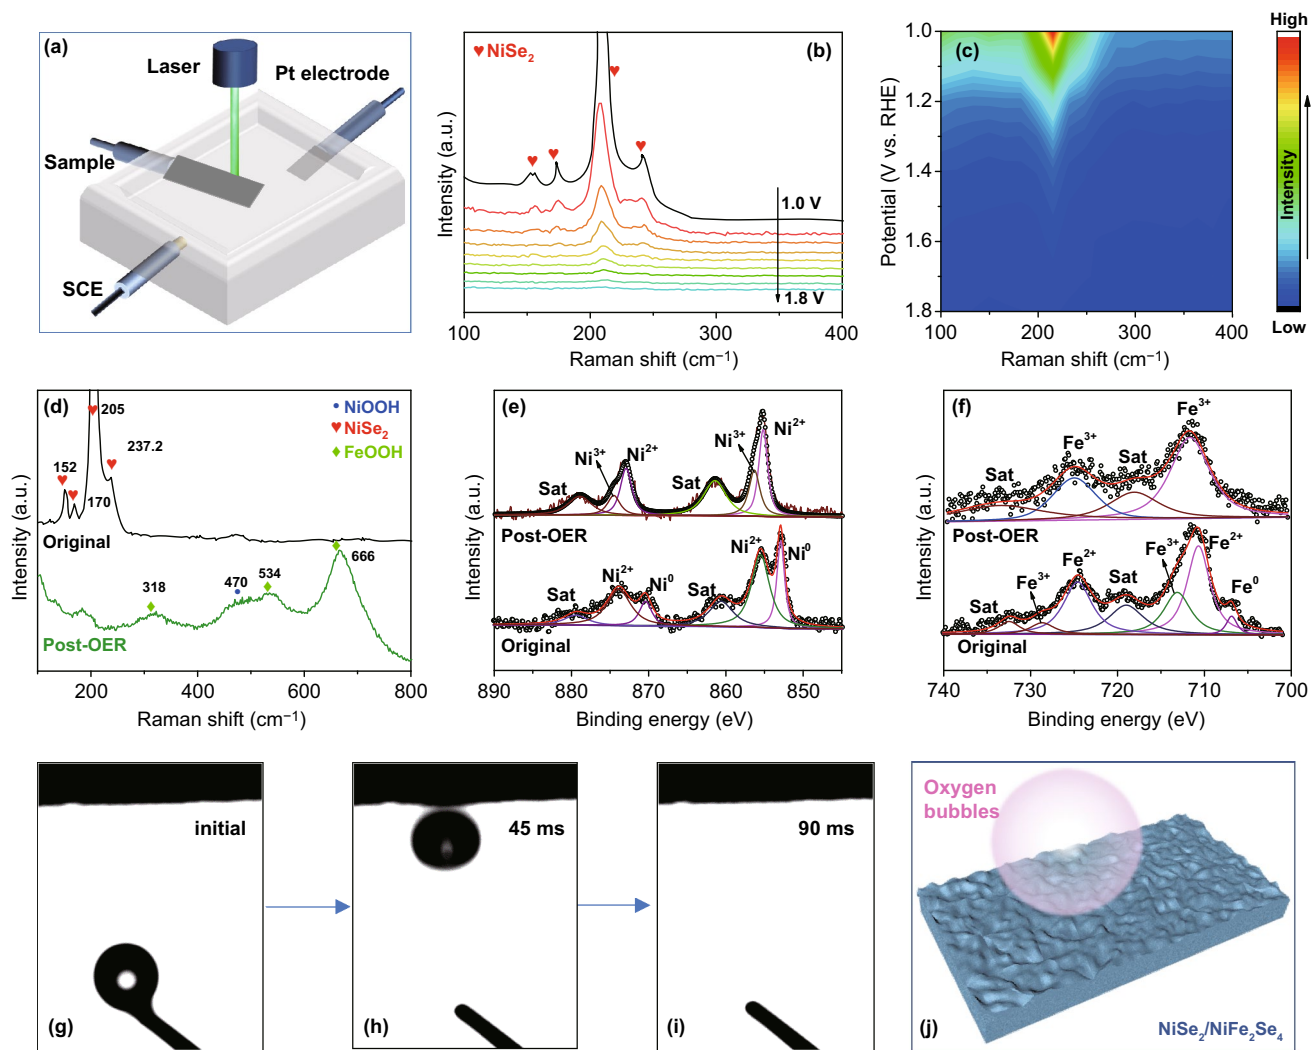 (a)
Laser
Pt electrode
Sample
SCE
♥ NiSe₂
(b)
Intensity (a.u.)
1.0 V
1.8 V
100 200 300 400
Raman shift (cm⁻¹)
(c)
Potential (V vs. RHE)
1.0
1.2
1.4
1.6
1.8
100 200 300 400
Raman shift (cm⁻¹)
High
Intensity
Low
(d)
205
237.2
152
170
• NiOOH
♥ NiSe₂
♦ FeOOH
Original
318
470
534
666
Post-OER
Intensity (a.u.)
200 400 600 800
Raman shift (cm⁻¹)
(e)
Ni³⁺
Ni²⁺
Ni³⁺
Ni²⁺
Sat
Sat
Post-OER
Ni²⁺
Ni⁰
Ni²⁺
Ni⁰
Sat
Sat
Original
Intensity (a.u.)
890 880 870 860 850
Binding energy (eV)
(f)
Fe³⁺
Fe³⁺
Sat
Sat
Post-OER
Fe³⁺
Fe²⁺
Fe²⁺
Fe³⁺
Sat
Fe⁰
Sat
Original
Intensity (a.u.)
740 730 720 710 700
Binding energy (eV)
initial
(g)
45 ms
(h)
90 ms
(i)
Oxygen
bubbles
(j)
NiSe₂/NiFe₂Se₄